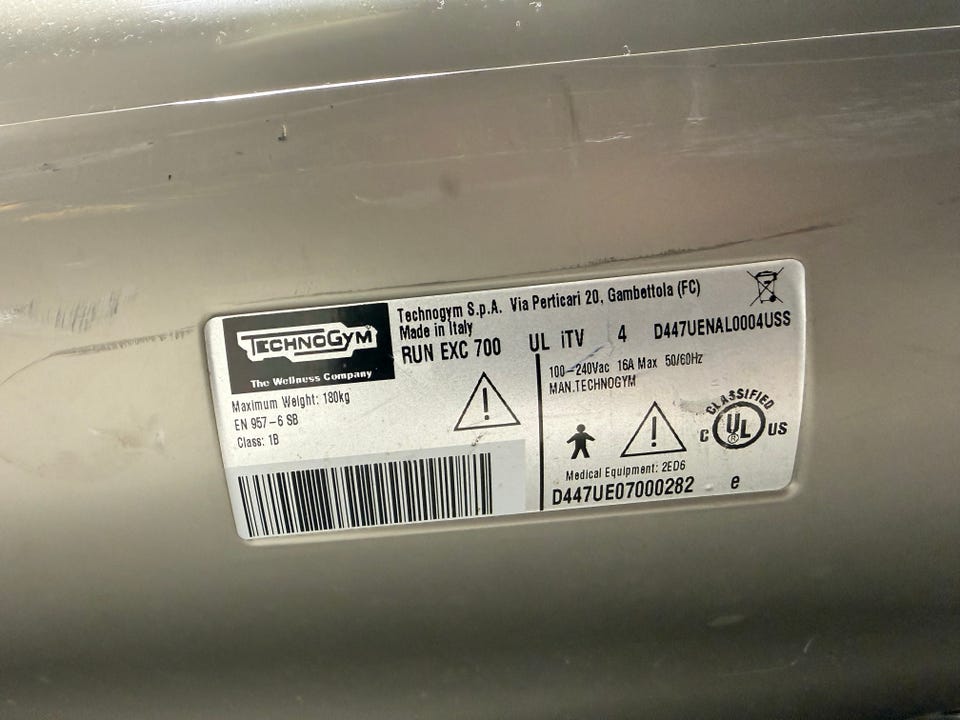 TECHNOGYM
The Wellness Company
Technogym S.p.A. Via Perticari 20, Gambettola (FC)
Made in Italy
RUN EXC 700 UL iTV 4 D447UENAL0004USS
Maximum Weight: 180kg
EN 957-6 SB
Class: 1B
100-240Vac 16A Max 50/60Hz
MAN.TECHNOGYM
CLASSIFIED
C UL ® US
Medical Equipment: 2ED6
D447UE07000282 e